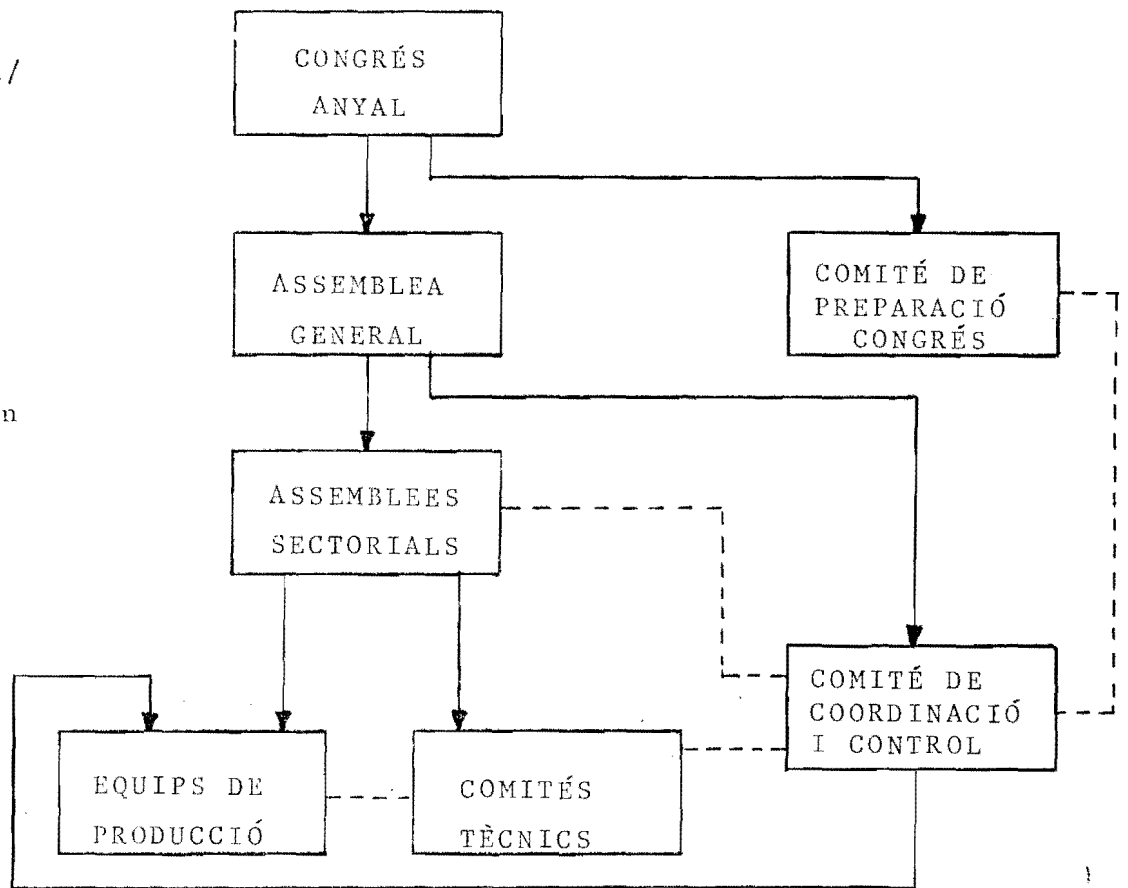 CONGRÉS
ANYAL
ASSEMBLEA
GENERAL
COMITÉ DE
PREPARACIÓ
CONGRÉS
ASSEMBLEES
SECTORIALS
COMITÉ DE
COORDINACIÓ
I CONTROL
EQUIPS DE
PRODUCCIÓ
COMITÉS
TÈCNICS